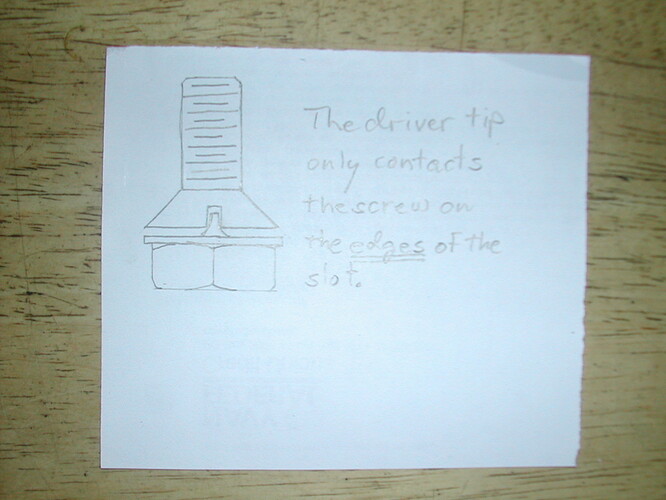 The driver tip
only contacts
the screw on
the edges of the
slot.